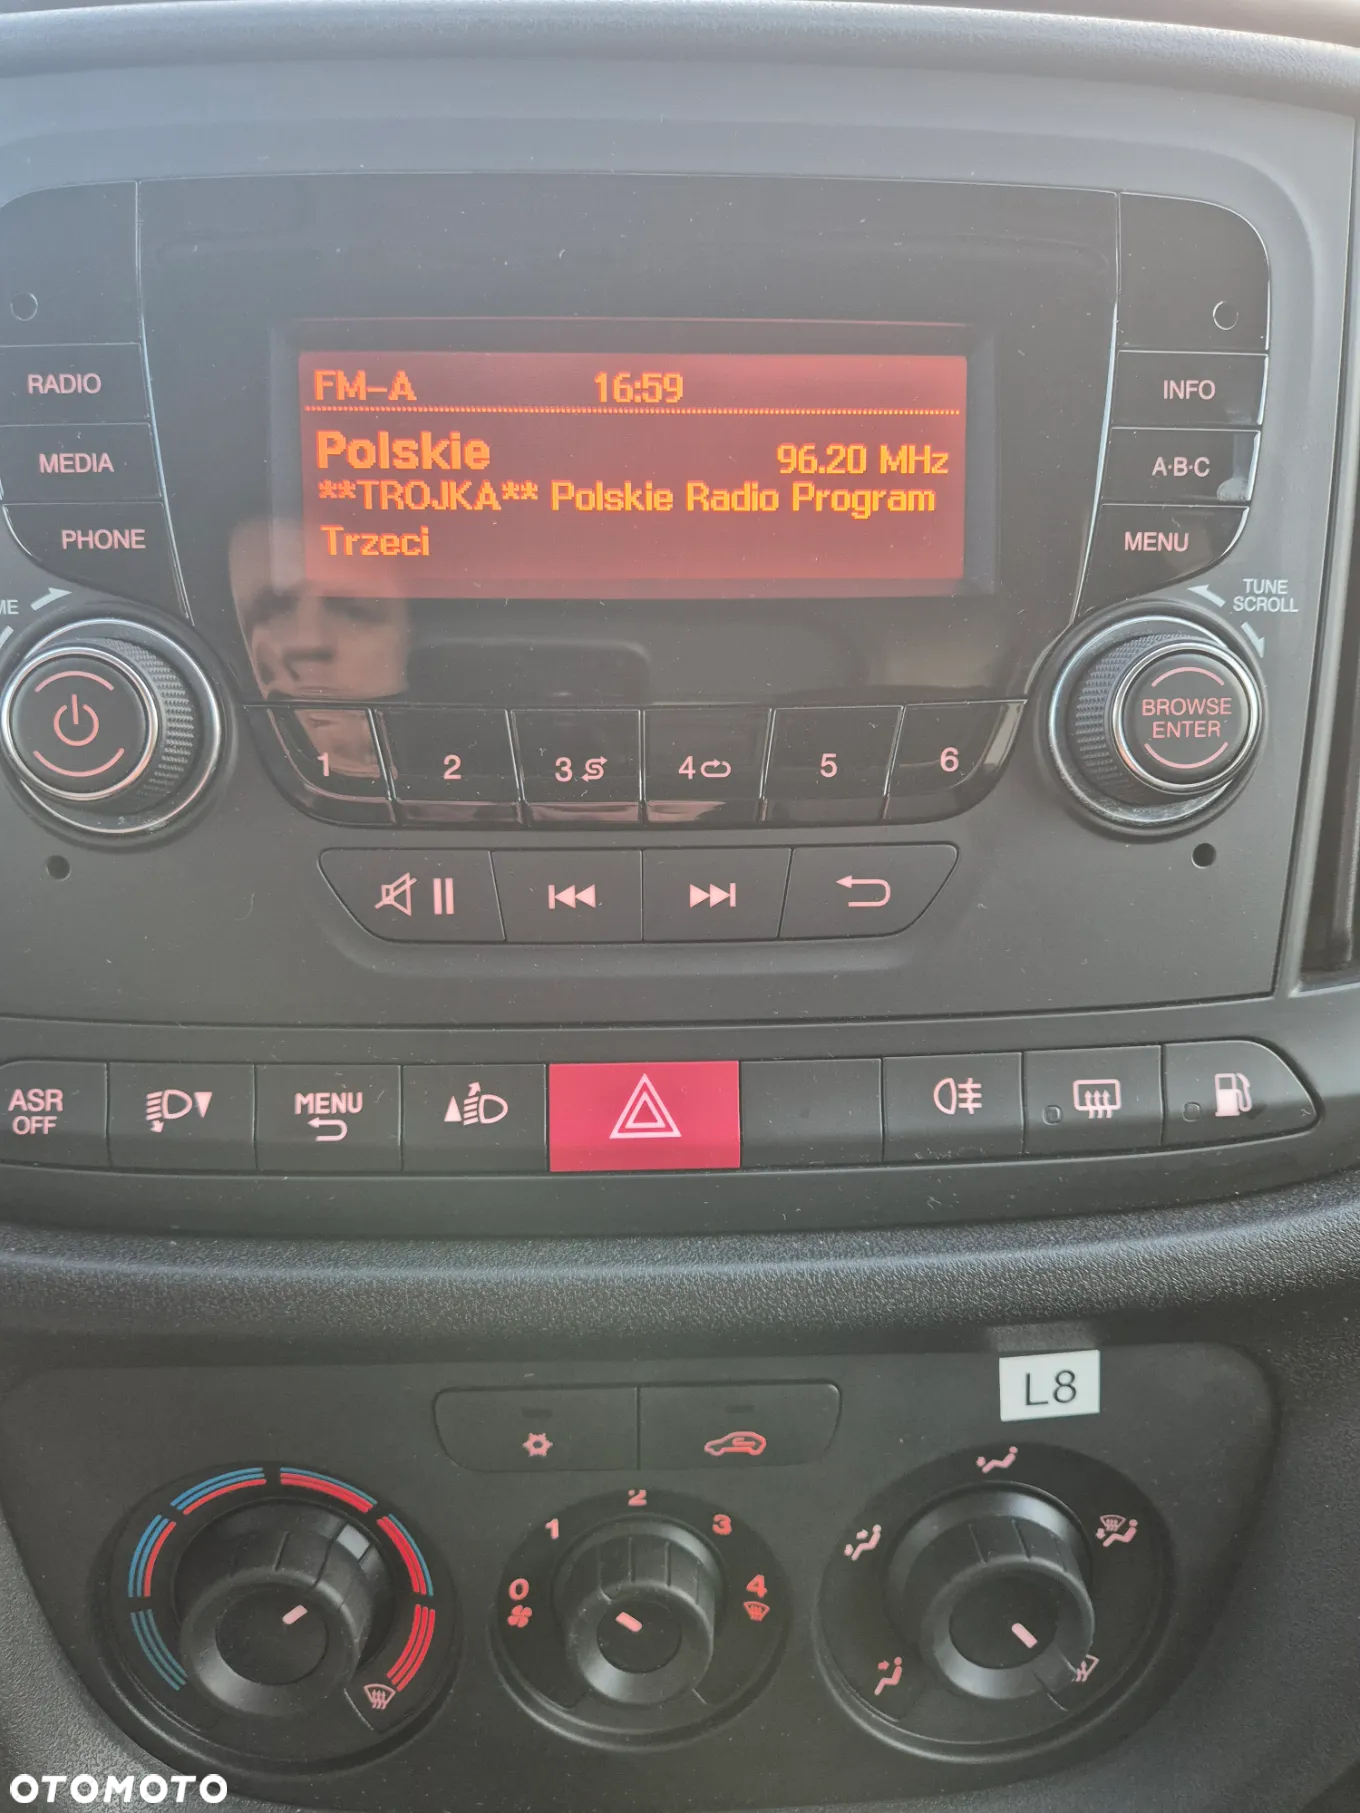 FM-A 16:59
Polskie 96.20 MHz
**TROJKA** Polskie Radio Program
Trzeci
RADIO
MEDIA
PHONE
INFO
A·B·C
MENU
TUNE
SCROLL
BROWSE
ENTER
1 2 3 4 5 6
ASR
OFF
MENU
L8
0 1 2 3 4
OTOMOTO